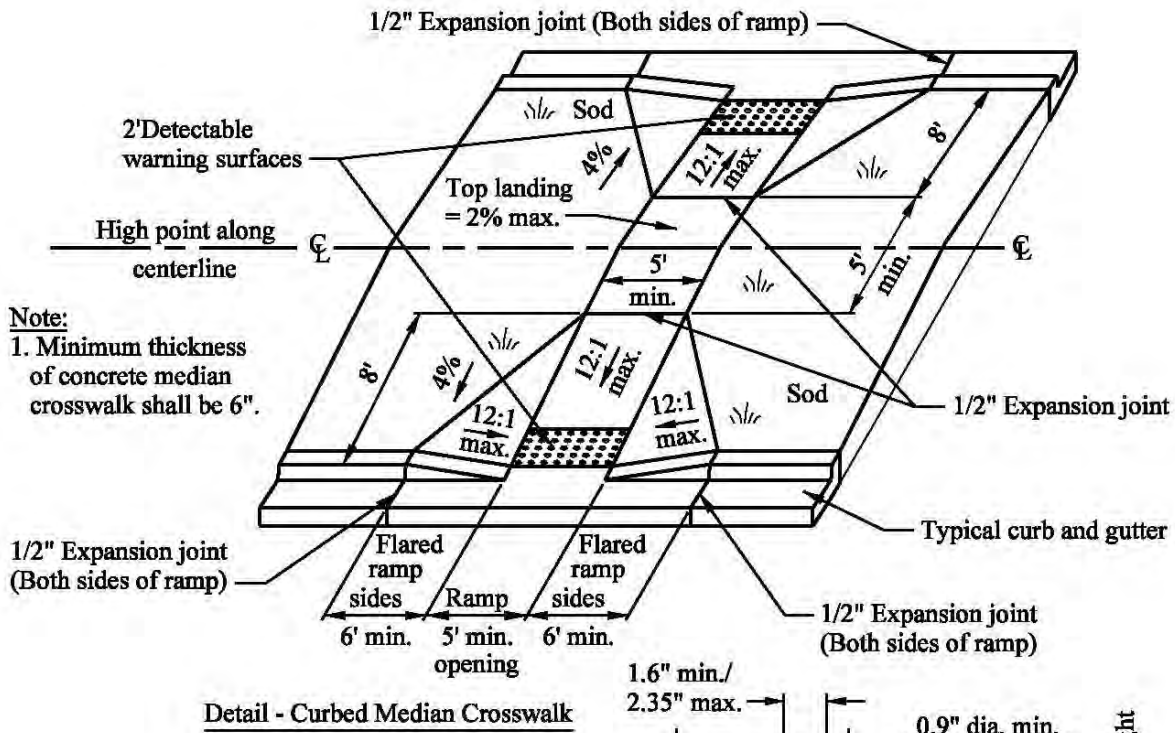 1/2" Expansion joint (Both sides of ramp)
2'Detectable
warning surfaces
Sod
4%
12:1
max.
8'
Top landing
= 2% max.
High point along
centerline
℄
℄
5'
min.
5'
min.
Note:
1. Minimum thickness
of concrete median
crosswalk shall be 6".
8'
4%
12:1
max.
12:1
max.
12:1
max.
Sod
1/2" Expansion joint
Typical curb and gutter
1/2" Expansion joint
(Both sides of ramp)
Flared
ramp
sides
6' min.
Ramp
5' min.
opening
Flared
ramp
sides
6' min.
1/2" Expansion joint
(Both sides of ramp)
Detail - Curbed Median Crosswalk
1.6" min./
2.35" max.
0.9" dia. min.